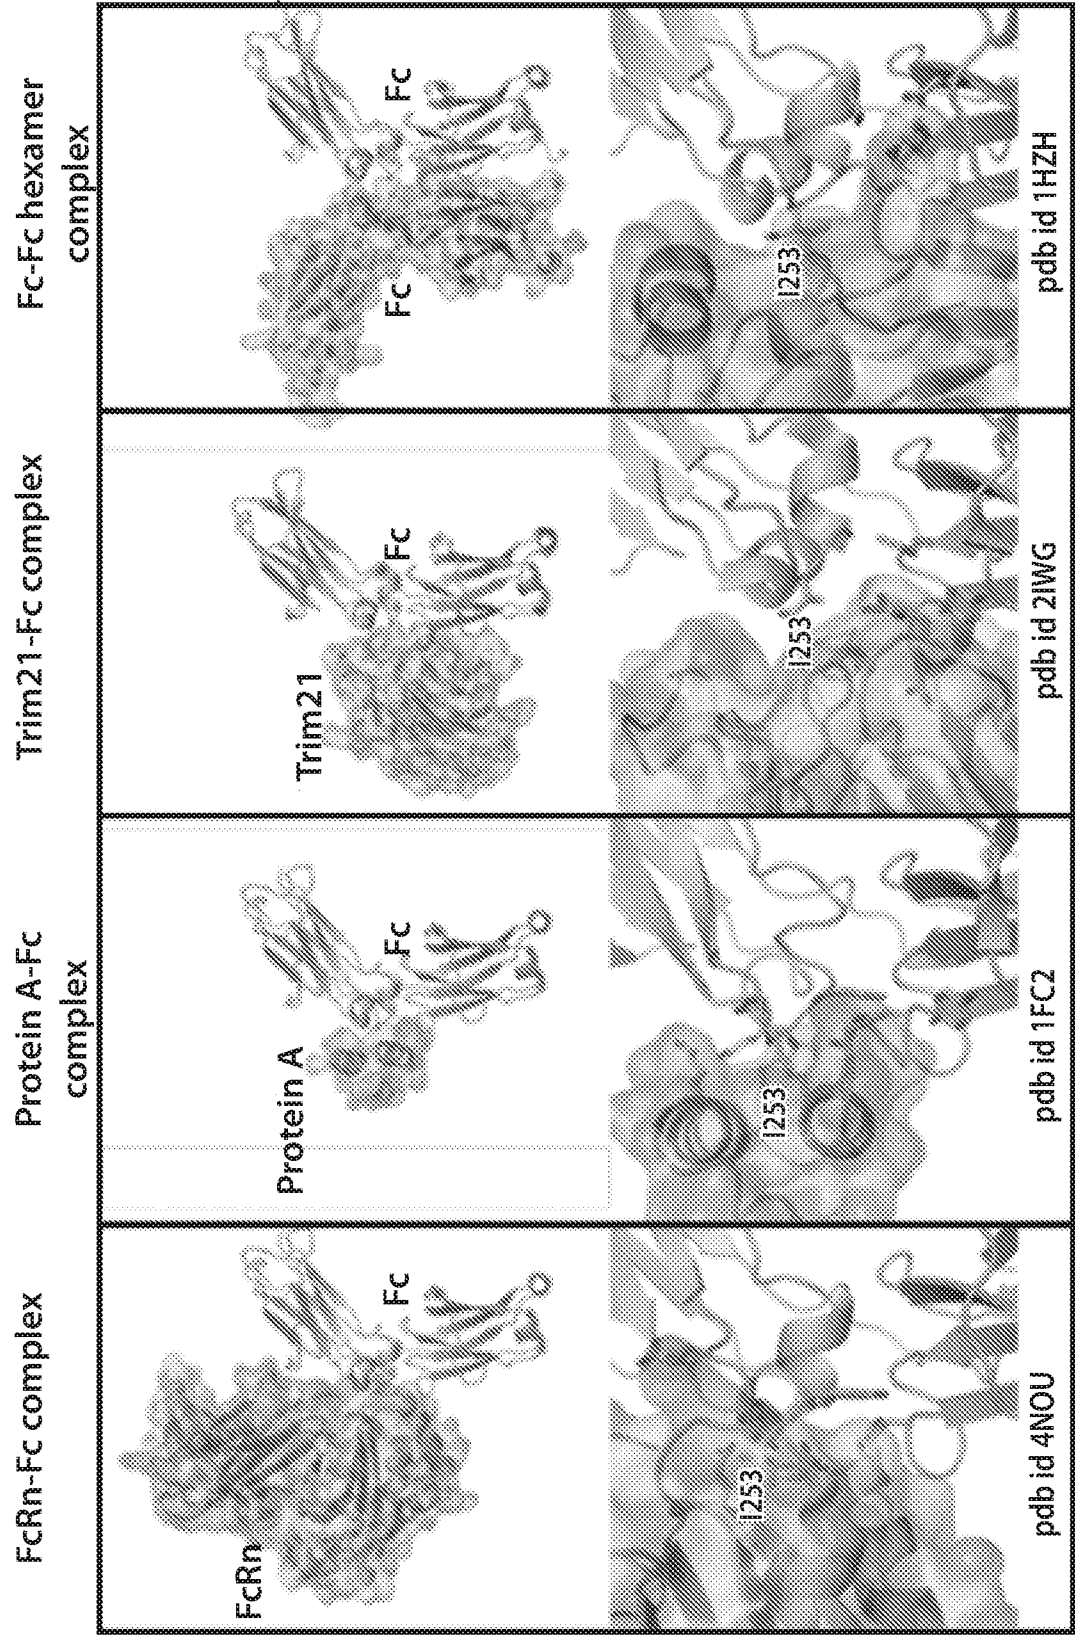 FcRn-Fc complex
Protein A-Fc
complex
Trim21-Fc complex
Fc-Fc hexamer
complex
FcRn
Fc
Protein A
Fc
Trim21
Fc
Fc
Fc
I253
I253
I253
I253
pdb id 4NOU
pdb id 1FC2
pdb id 2IWG
pdb id 1HZH